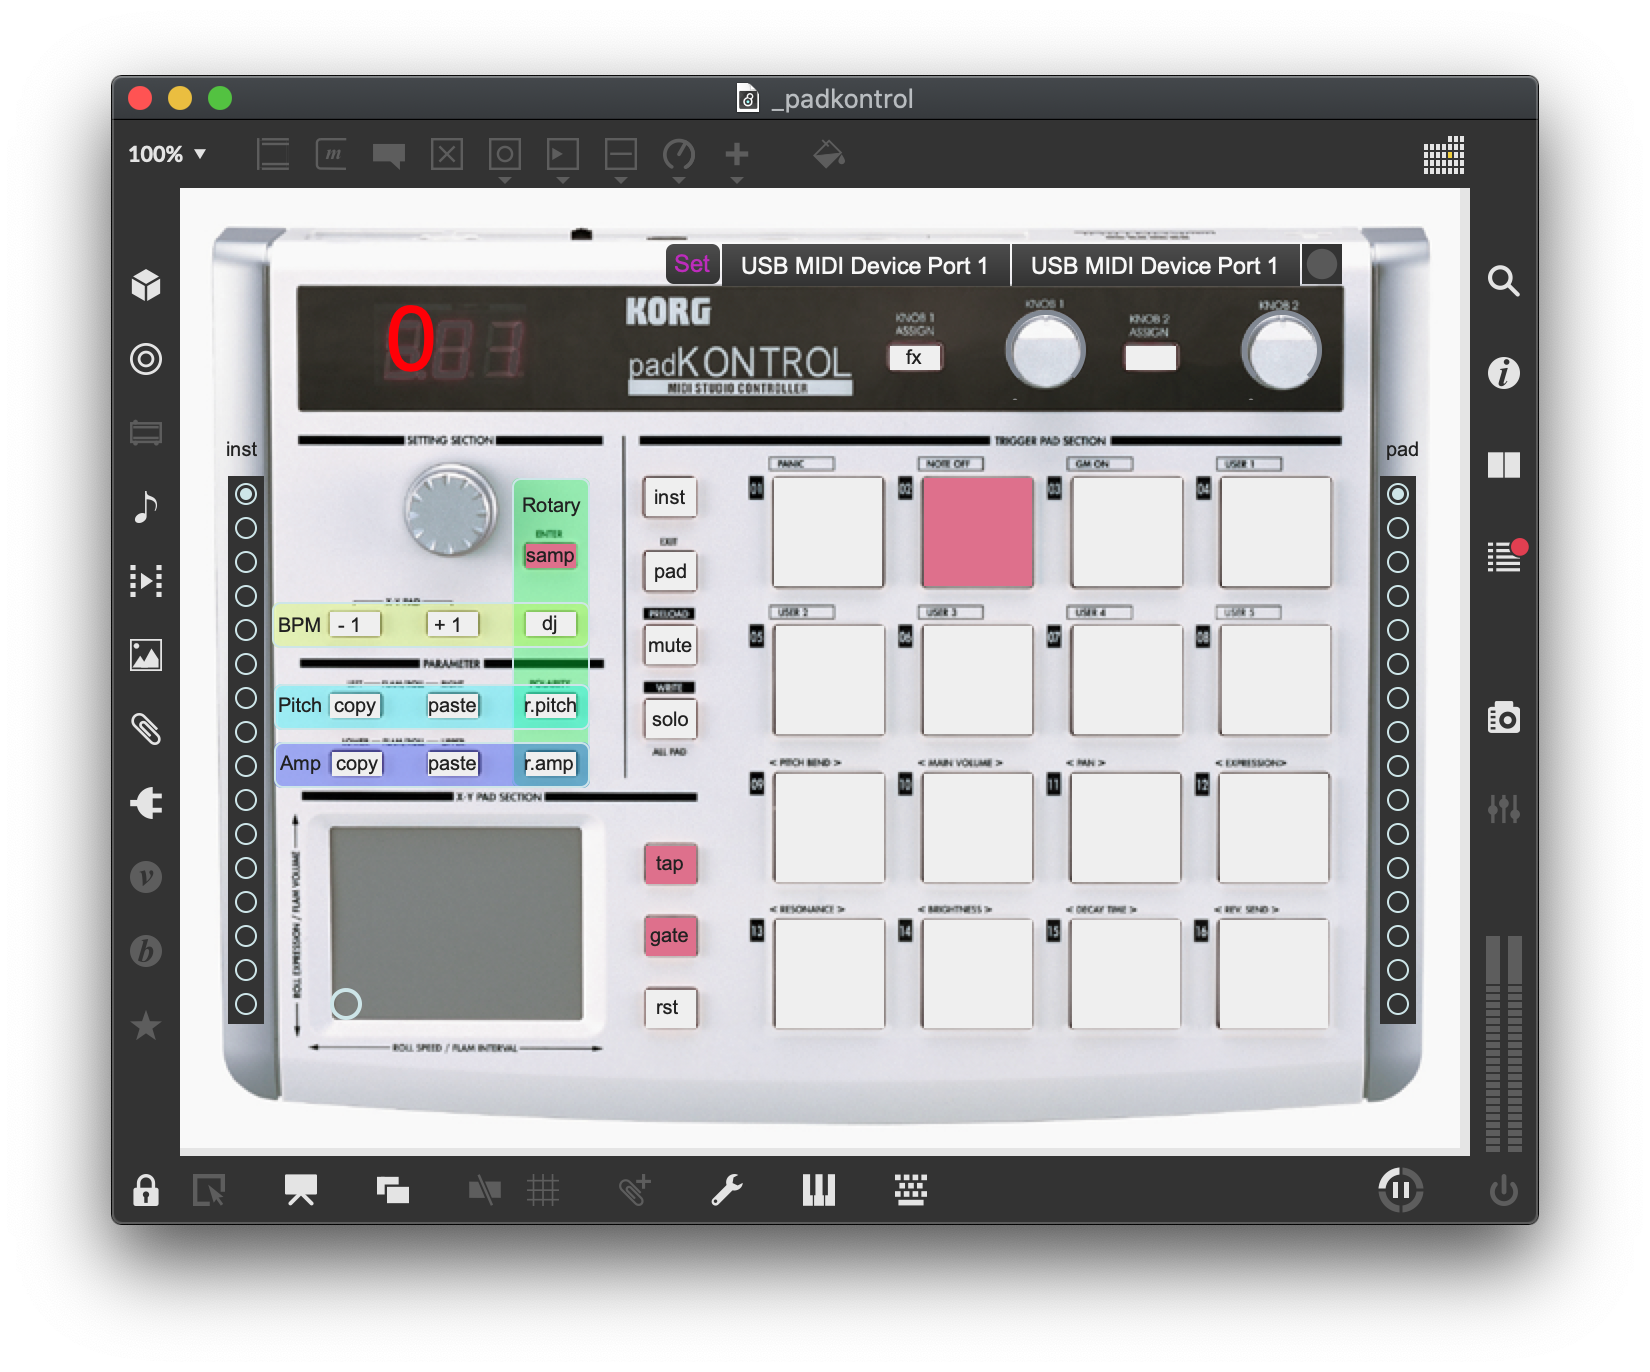 _padkontrol
100%
m
Set
USB MIDI Device Port 1
USB MIDI Device Port 1
0
KORG
padKONTROL
MIDI STUDIO CONTROLLER
KNOB 1
ASSIGN
fx
KNOB 1
KNOB 2
ASSIGN
KNOB 2
inst
SETTING SECTION
TRIGGER PAD SECTION
pad
Rotary
ENTER
samp
BPM
- 1
+ 1
dj
PARAMETER
Pitch
copy
paste
r.pitch
Amp
copy
paste
r.amp
X-Y PAD SECTION
ROLL EXPRESSION / FLAM VOLUME
ROLL SPEED / FLAM INTERVAL
inst
EXIT
pad
PRELOAD
mute
WRITE
solo
ALL PAD
tap
gate
rst
PANIC
NOTE OFF
GM ON
USER 1
01
02
03
04
USER 2
USER 3
USER 4
USER 5
05
06
07
08
< PITCH BEND >
< MAIN VOLUME >
< PAN >
< EXPRESSION>
09
10
11
12
< RESONANCE >
< BRIGHTNESS >
< DECAY TIME >
< REV. SEND >
13
14
15
16
i
v
b